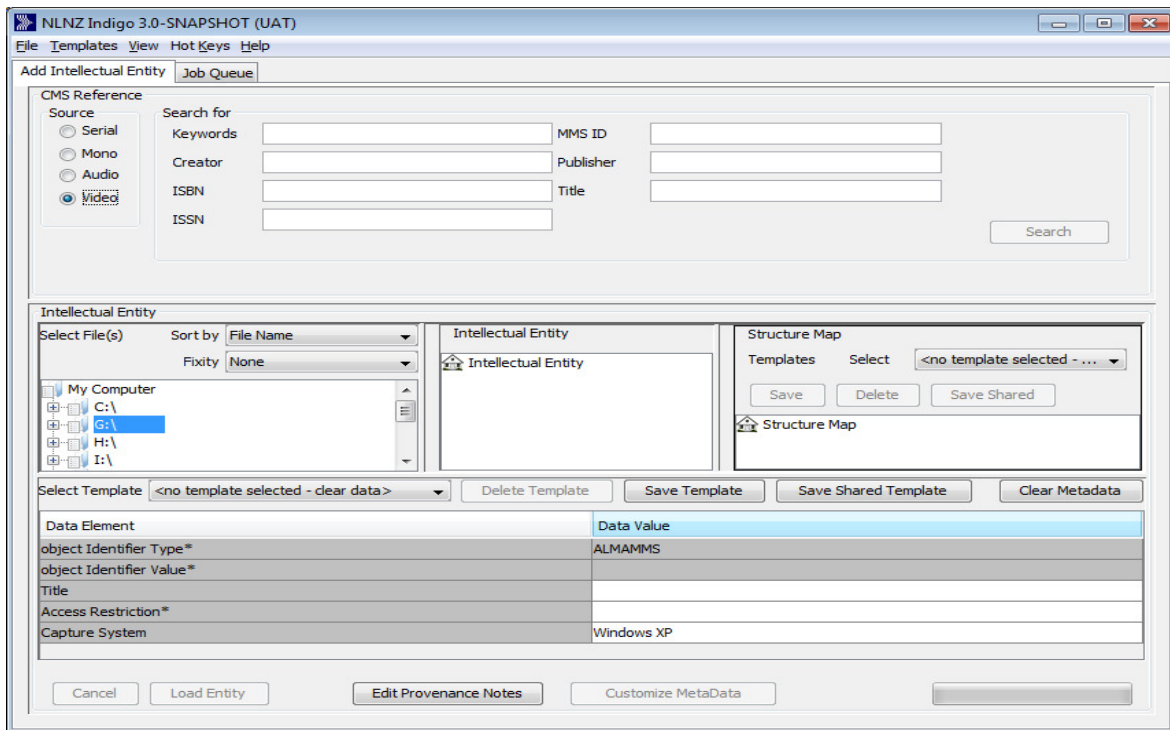 NLNZ Indigo 3.0-SNAPSHOT (UAT)
File Templates View Hot Keys Help
Add Intellectual Entity Job Queue
CMS Reference
Source Search for
Serial Keywords MMS ID
Mono Creator Publisher
Audio
Video ISBN Title
ISSN
Search
Intellectual Entity
Select File(s) Sort by File Name Intellectual Entity Structure Map
Fixity None Intellectual Entity Templates Select <no template selected - ...
My Computer
C:\ Save Delete Save Shared
G:\ Structure Map
H:\
I:\
Select Template <no template selected - clear data> Delete Template Save Template Save Shared Template Clear Metadata
Data Element Data Value
object Identifier Type* ALMAMMS
object Identifier Value*
Title
Access Restriction*
Capture System Windows XP
Cancel Load Entity Edit Provenance Notes Customize MetaData